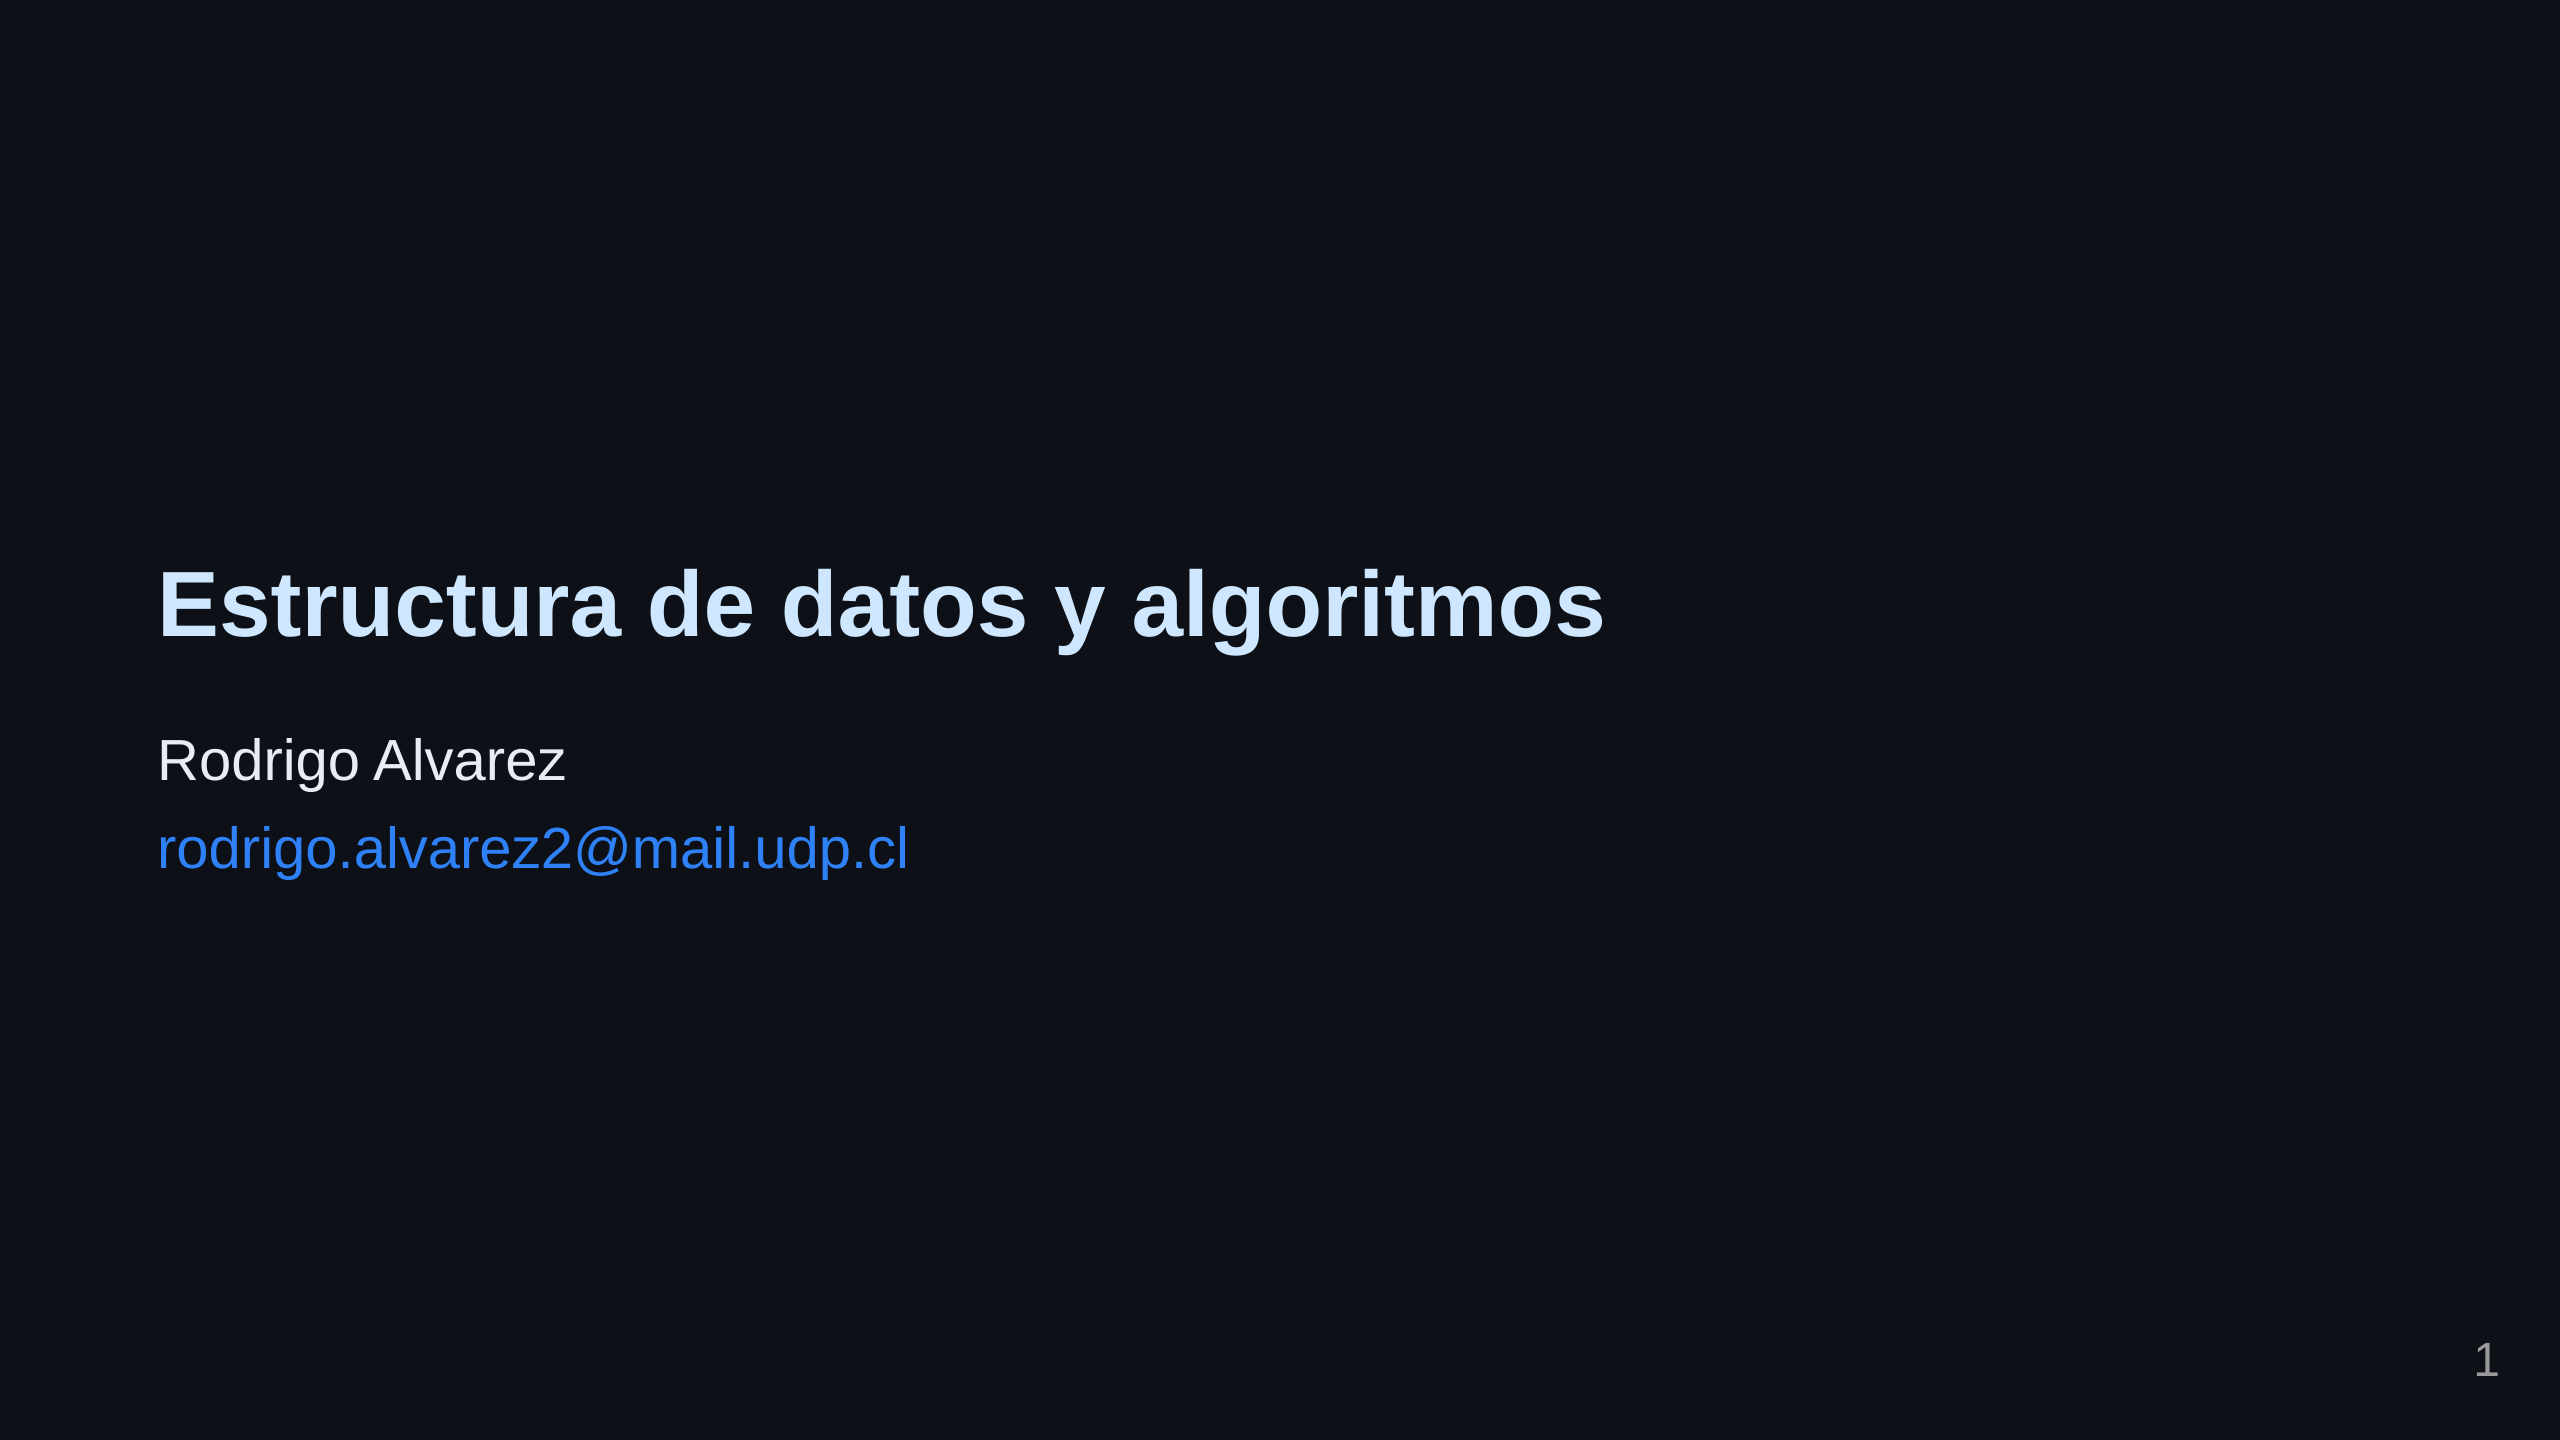 Estructura de datos y algoritmos
Rodrigo Alvarez
rodrigo.alvarez2@mail.udp.cl
1